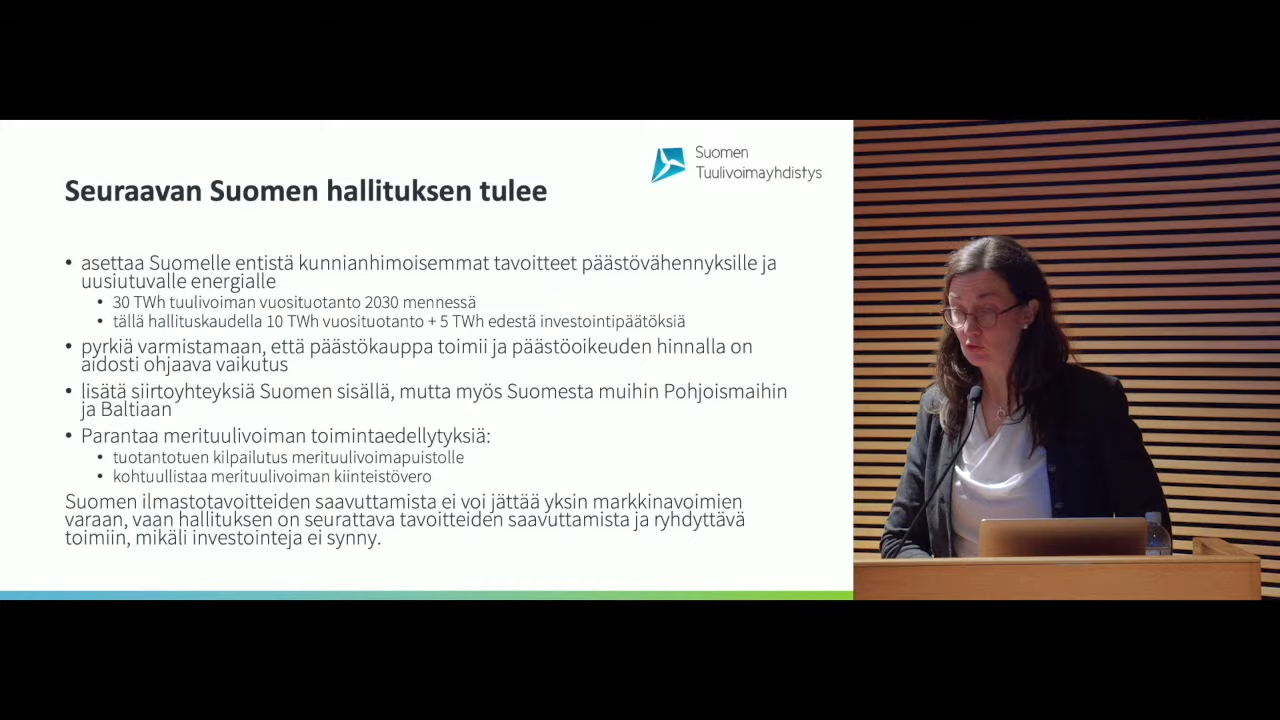 Suomen
Tuulivoimayhdistys
Seuraavan Suomen hallituksen tulee
• asettaa Suomelle entistä kunnianhimoisemmat tavoitteet päästövähennyksille ja
uusiutuvalle energialle
• 30 TWh tuulivoiman vuosituotanto 2030 mennessä
• tällä hallituskaudella 10 TWh vuosituotanto + 5 TWh edestä investointipäätöksiä
• pyrkiä varmistamaan, että päästökauppa toimii ja päästöoikeuden hinnalla on
aidosti ohjaava vaikutus
• lisätä siirtoyhteyksiä Suomen sisällä, mutta myös Suomesta muihin Pohjoismaihin
ja Baltiaan
• Parantaa merituulivoiman toimintaedellytyksiä:
• tuotantotuen kilpailutus merituulivoimapuistolle
• kohtuullistaa merituulivoiman kiinteistövero
Suomen ilmastotavoitteiden saavuttamista ei voi jättää yksin markkinavoimien
varaan, vaan hallituksen on seurattava tavoitteiden saavuttamista ja ryhdyttävä
toimiin, mikäli investointeja ei synny.